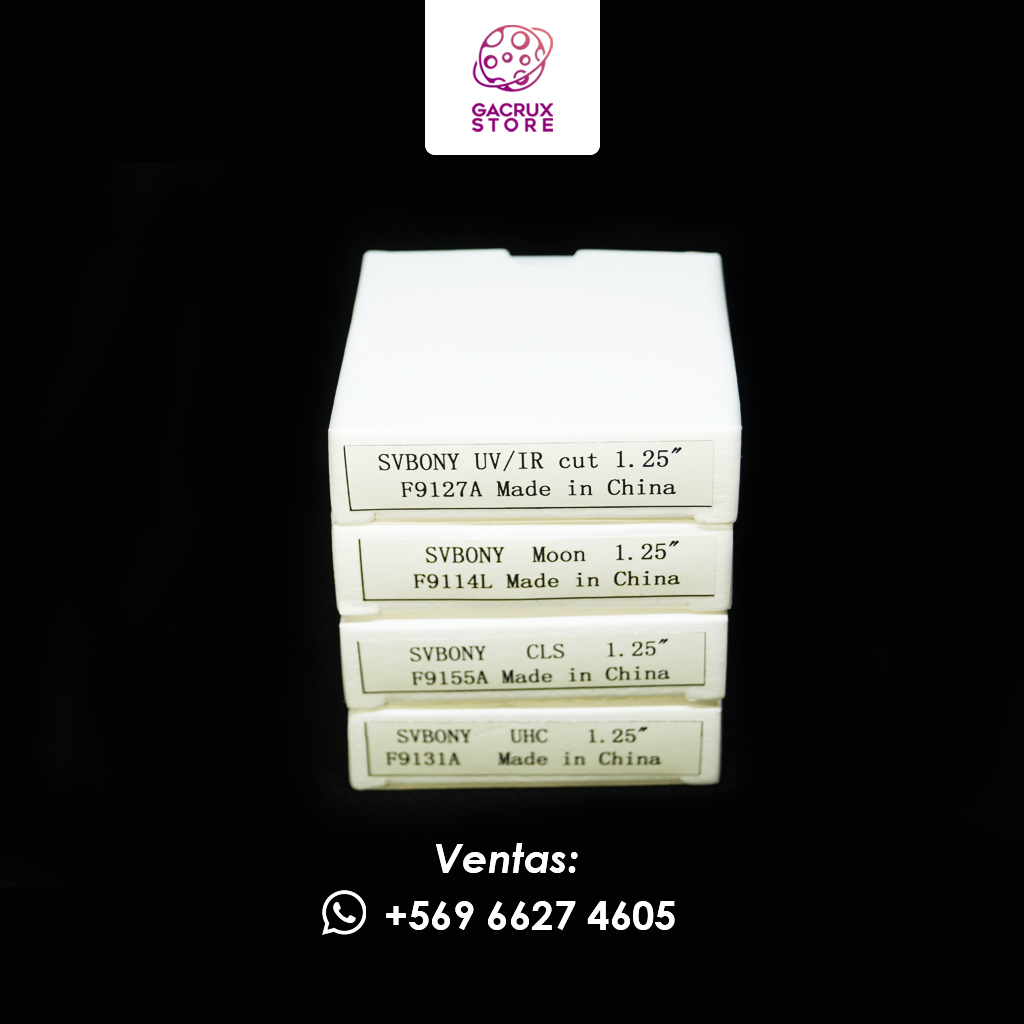 GACRUX
STORE
SVBONY UV/IR cut 1.25″
F9127A Made in China
SVBONY Moon 1.25″
F9114L Made in China
SVBONY CLS 1.25″
F9155A Made in China
SVBONY UHC 1.25″
F9131A Made in China
Ventas:
+569 6627 4605